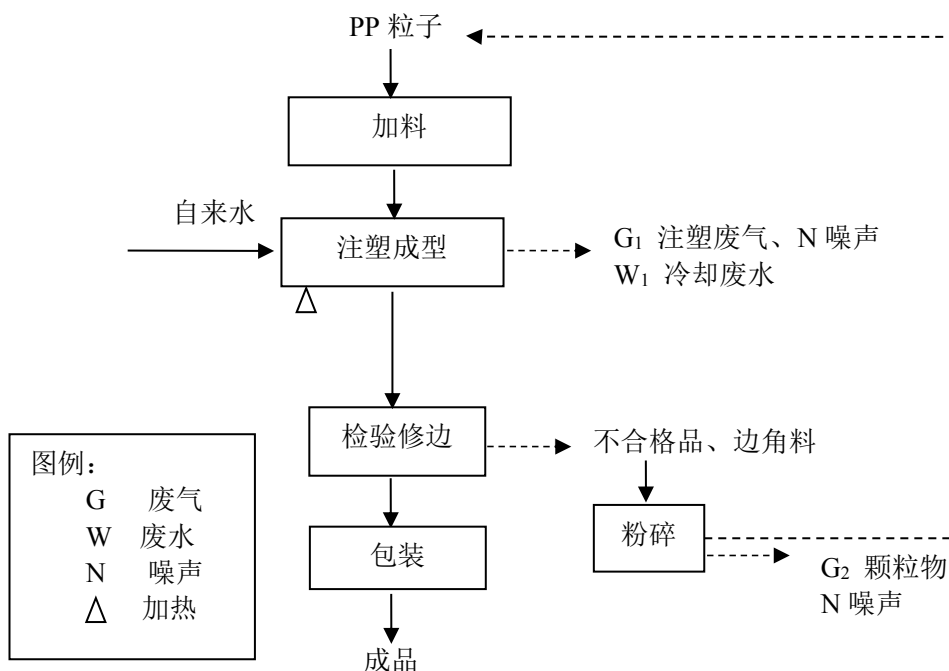 PP 粒子
加料
自来水
注塑成型
G₁ 注塑废气、N 噪声
W₁ 冷却废水
检验修边
不合格品、边角料
图例：
G 废气
W 废水
N 噪声
△ 加热
包装
粉碎
G₂ 颗粒物
N 噪声
成品